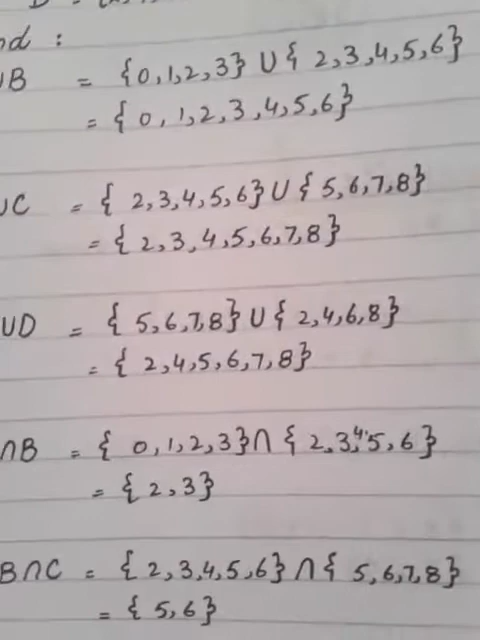 nd :
∪B = {0,1,2,3} ∪ { 2,3,4,5,6}
= { 0,1,2,3,4,5,6}
∪C = { 2,3,4,5,6} ∪ { 5,6,7,8}
= { 2,3,4,5,6,7,8}
∪D = { 5,6,7,8} ∪ { 2,4,6,8}
= { 2,4,5,6,7,8}
∩B = { 0,1,2,3} ∩ { 2,3,4,5,6}
= { 2,3}
B∩C = { 2,3,4,5,6} ∩ { 5,6,7,8}
= { 5,6}